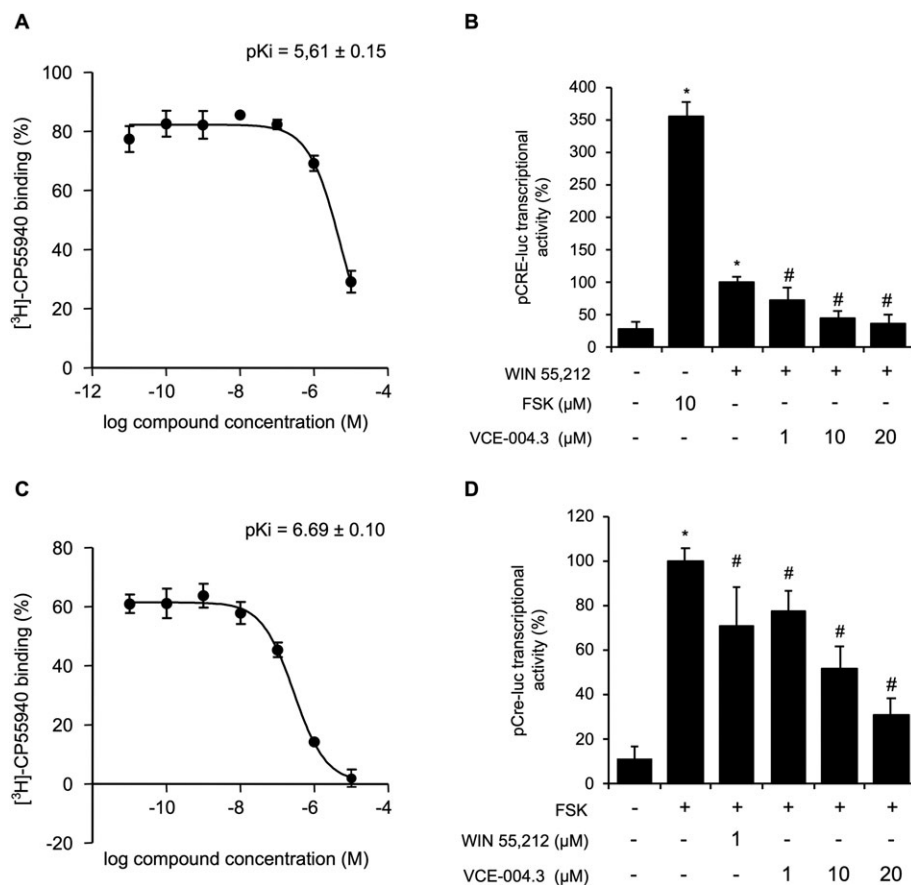 A
pKi = 5,61 ± 0.15
[³H]-CP55940 binding (%)
100
80
60
40
20
0
-12
-10
-8
-6
-4
log compound concentration (M)
B
pCRE-luc transcriptional
activity (%)
400
350
300
250
200
150
100
50
0
*
*
#
#
#
WIN 55,212 - - + + + +
FSK (µM) - 10 - - - -
VCE-004.3 (µM) - - - 1 10 20
C
pKi = 6.69 ± 0.10
[³H]-CP55940 binding (%)
80
60
40
20
0
-20
-10
-8
-6
-4
log compound concentration (M)
D
pCre-luc transcriptional
activity (%)
120
100
80
60
40
20
0
*
#
#
#
#
FSK - + + + + +
WIN 55,212 (µM) - - 1 - - -
VCE-004.3 (µM) - - - 1 10 20